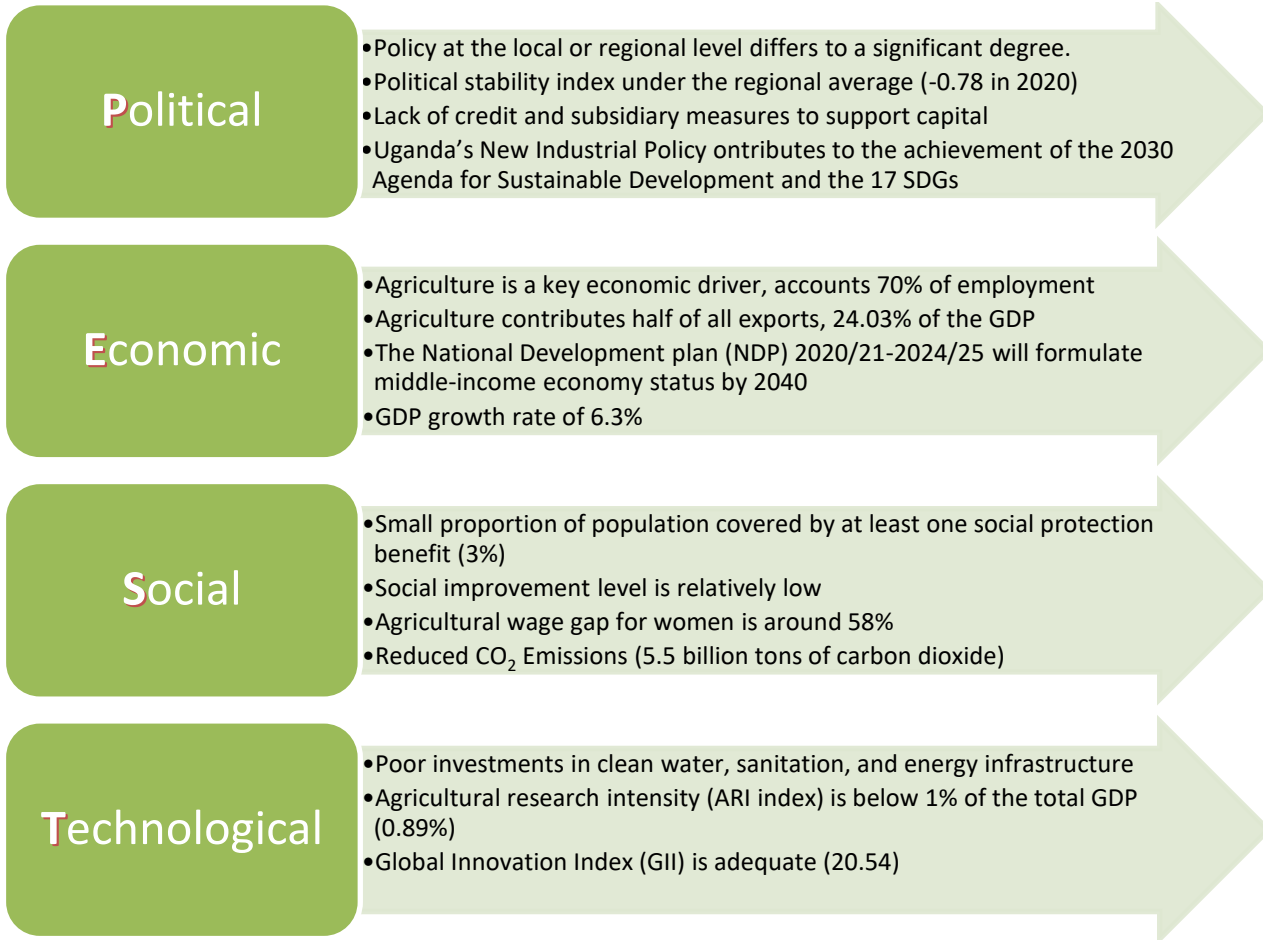 Political
•Policy at the local or regional level differs to a significant degree.
•Political stability index under the regional average (-0.78 in 2020)
•Lack of credit and subsidiary measures to support capital
•Uganda’s New Industrial Policy ontributes to the achievement of the 2030
Agenda for Sustainable Development and the 17 SDGs
Economic
•Agriculture is a key economic driver, accounts 70% of employment
•Agriculture contributes half of all exports, 24.03% of the GDP
•The National Development plan (NDP) 2020/21-2024/25 will formulate
middle-income economy status by 2040
•GDP growth rate of 6.3%
Social
•Small proportion of population covered by at least one social protection
benefit (3%)
•Social improvement level is relatively low
•Agricultural wage gap for women is around 58%
•Reduced CO₂ Emissions (5.5 billion tons of carbon dioxide)
Technological
•Poor investments in clean water, sanitation, and energy infrastructure
•Agricultural research intensity (ARI index) is below 1% of the total GDP
(0.89%)
•Global Innovation Index (GII) is adequate (20.54)